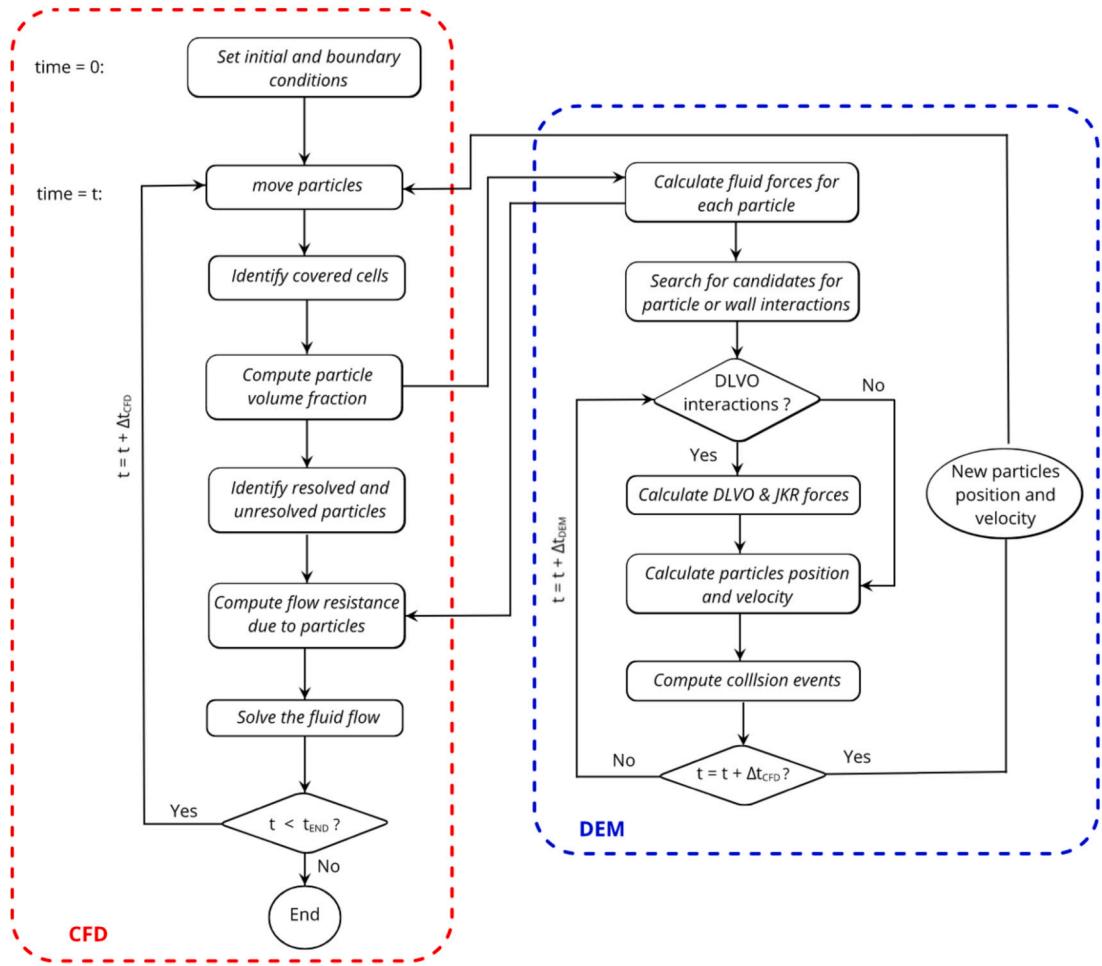 time = 0:
Set initial and boundary
conditions
time = t:
move particles
Identify covered cells
Compute particle
volume fraction
t = t + ΔtCFD
Identify resolved and
unresolved particles
Compute flow resistance
due to particles
Solve the fluid flow
Yes
t < tEND ?
No
End
CFD
Calculate fluid forces for
each particle
Search for candidates for
particle or wall interactions
DLVO
interactions ?
No
Yes
Calculate DLVO & JKR forces
t = t + ΔtDEM
Calculate particles position
and velocity
Compute colllsion events
No
t = t + ΔtCFD ?
Yes
New particles
position and
velocity
DEM